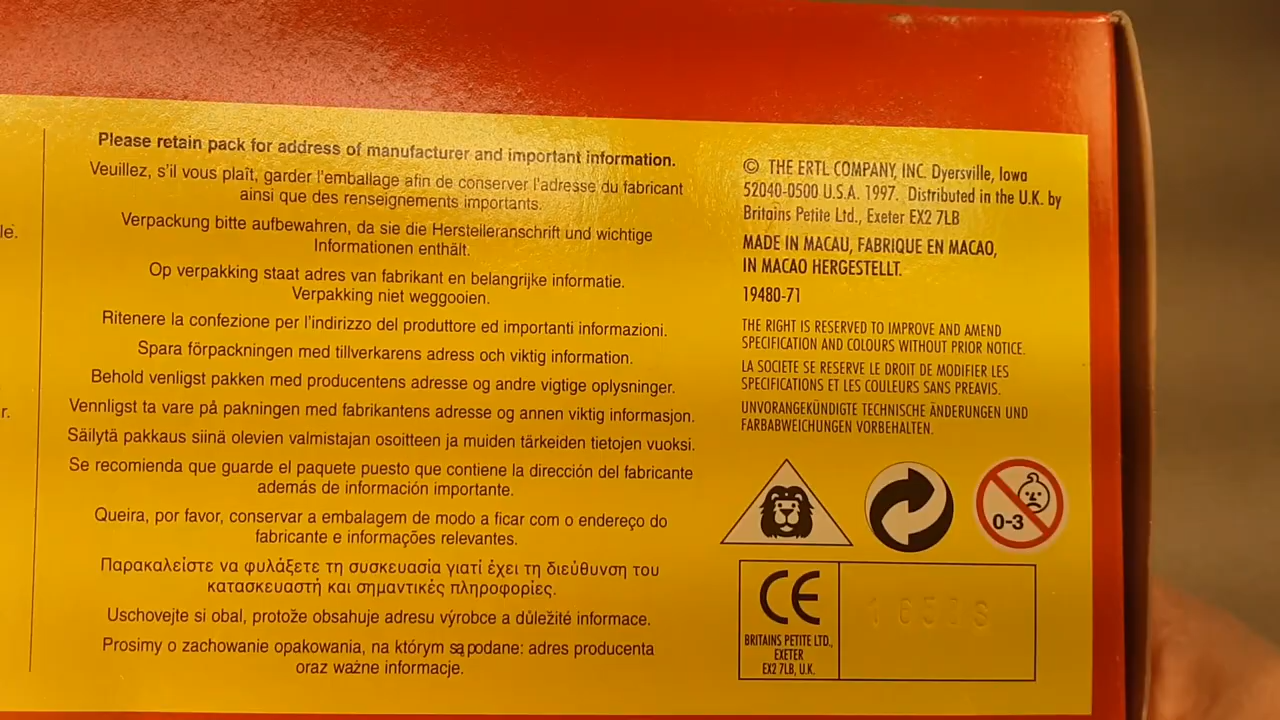 le.
r.
Please retain pack for address of manufacturer and important information.
Veuillez, s'il vous plaît, garder l'emballage afin de conserver l'adresse du fabricant
ainsi que des renseignements importants.
Verpackung bitte aufbewahren, da sie die Herstelleranschrift und wichtige
Informationen enthält.
Op verpakking staat adres van fabrikant en belangrijke informatie.
Verpakking niet weggooien.
Ritenere la confezione per l'indirizzo del produttore ed importanti informazioni.
Spara förpackningen med tillverkarens adress och viktig information.
Behold venligst pakken med producentens adresse og andre vigtige oplysninger.
Vennligst ta vare på pakningen med fabrikantens adresse og annen viktig informasjon.
Säilytä pakkaus siinä olevien valmistajan osoitteen ja muiden tärkeiden tietojen vuoksi.
Se recomienda que guarde el paquete puesto que contiene la dirección del fabricante
además de información importante.
Queira, por favor, conservar a embalagem de modo a ficar com o endereço do
fabricante e informações relevantes.
Παρακαλείστε να φυλάξετε τη συσκευασία γιατί έχει τη διεύθυνση του
κατασκευαστή και σημαντικές πληροφορίες.
Uschovejte si obal, protože obsahuje adresu výrobce a důležité informace.
Prosimy o zachowanie opakowania, na którym są podane: adres producenta
oraz ważne informacje.
© THE ERTL COMPANY, INC. Dyersville, Iowa
52040-0500 U.S.A. 1997. Distributed in the U.K. by
Britains Petite Ltd., Exeter EX2 7LB
MADE IN MACAU, FABRIQUE EN MACAO,
IN MACAO HERGESTELLT.
19480-71
THE RIGHT IS RESERVED TO IMPROVE AND AMEND
SPECIFICATION AND COLOURS WITHOUT PRIOR NOTICE.
LA SOCIETE SE RESERVE LE DROIT DE MODIFIER LES
SPECIFICATIONS ET LES COULEURS SANS PREAVIS.
UNVORANGEKÜNDIGTE TECHNISCHE ÄNDERUNGEN UND
FARBABWEICHUNGEN VORBEHALTEN.
0-3
CE
BRITAINS PETITE LTD.,
EXETER
EX2 7LB, U.K.